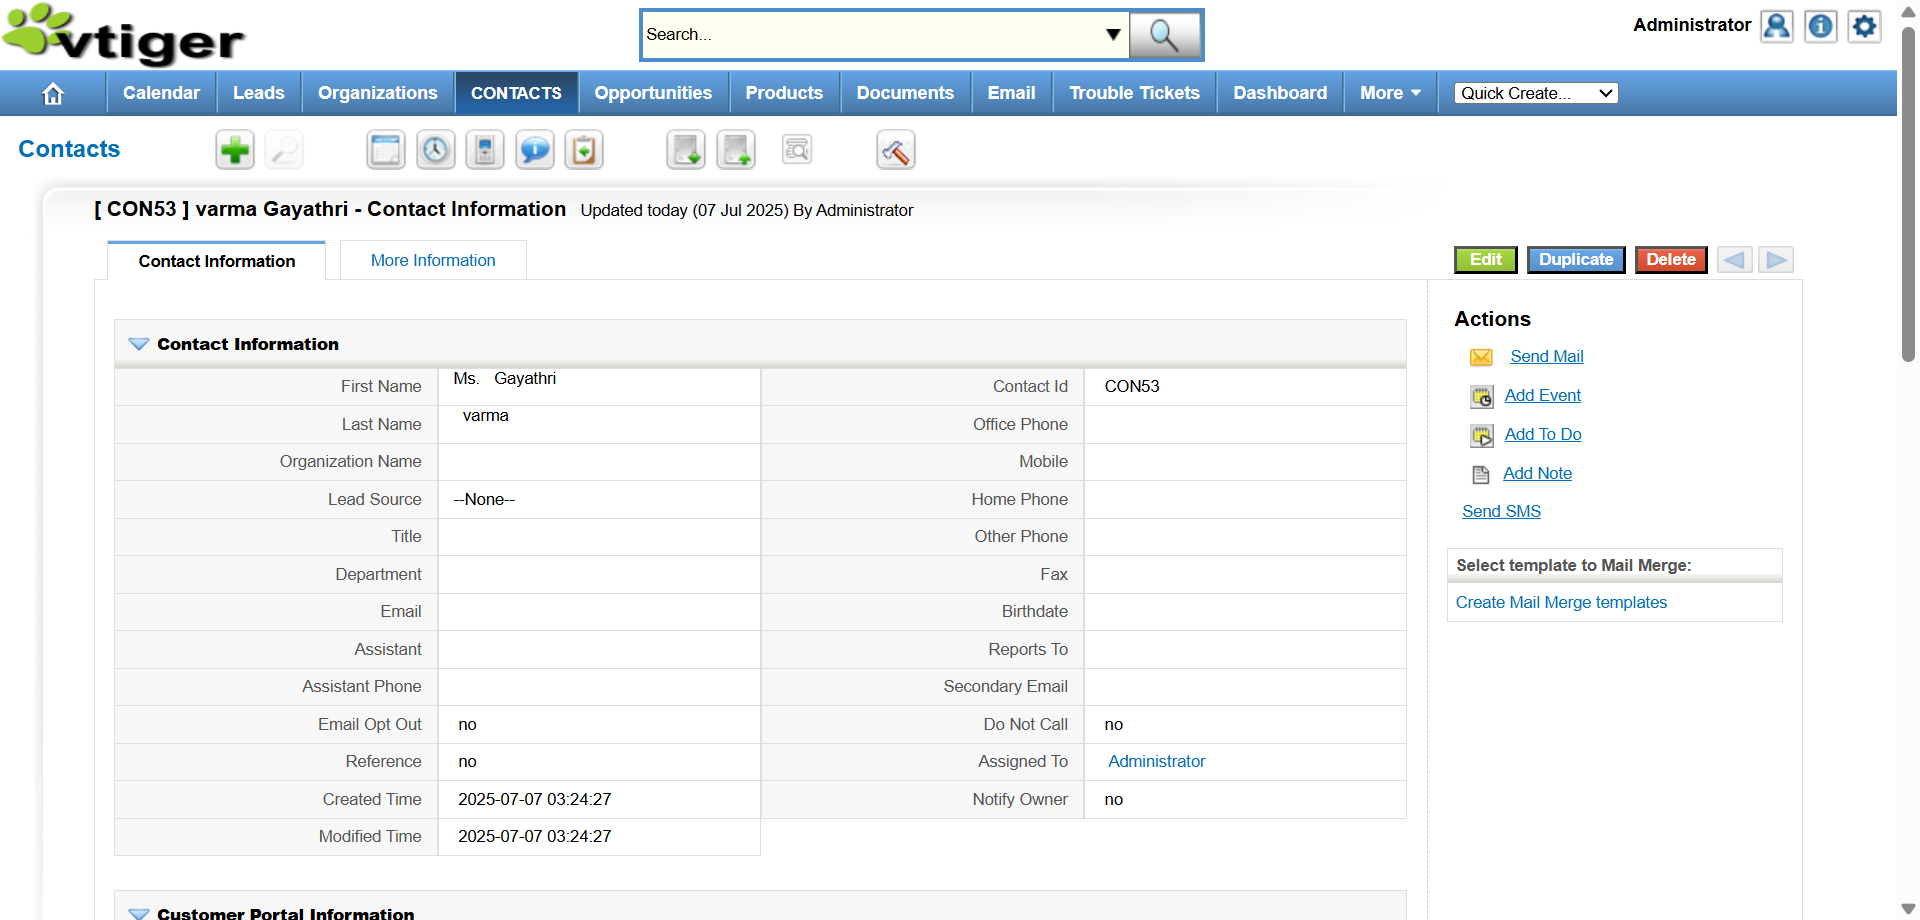 vtiger
Search...
Administrator
Calendar Leads Organizations CONTACTS Opportunities Products Documents Email Trouble Tickets Dashboard More Quick Create...
Contacts
[ CON53 ] varma Gayathri - Contact Information Updated today (07 Jul 2025) By Administrator
Contact Information More Information
Edit Duplicate Delete
Contact Information
First Name Ms. Gayathri Contact Id CON53
Last Name varma Office Phone
Organization Name Mobile
Lead Source --None-- Home Phone
Title Other Phone
Department Fax
Email Birthdate
Assistant Reports To
Assistant Phone Secondary Email
Email Opt Out no Do Not Call no
Reference no Assigned To Administrator
Created Time 2025-07-07 03:24:27 Notify Owner no
Modified Time 2025-07-07 03:24:27
Customer Portal Information
Actions
Send Mail
Add Event
Add To Do
Add Note
Send SMS
Select template to Mail Merge:
Create Mail Merge templates